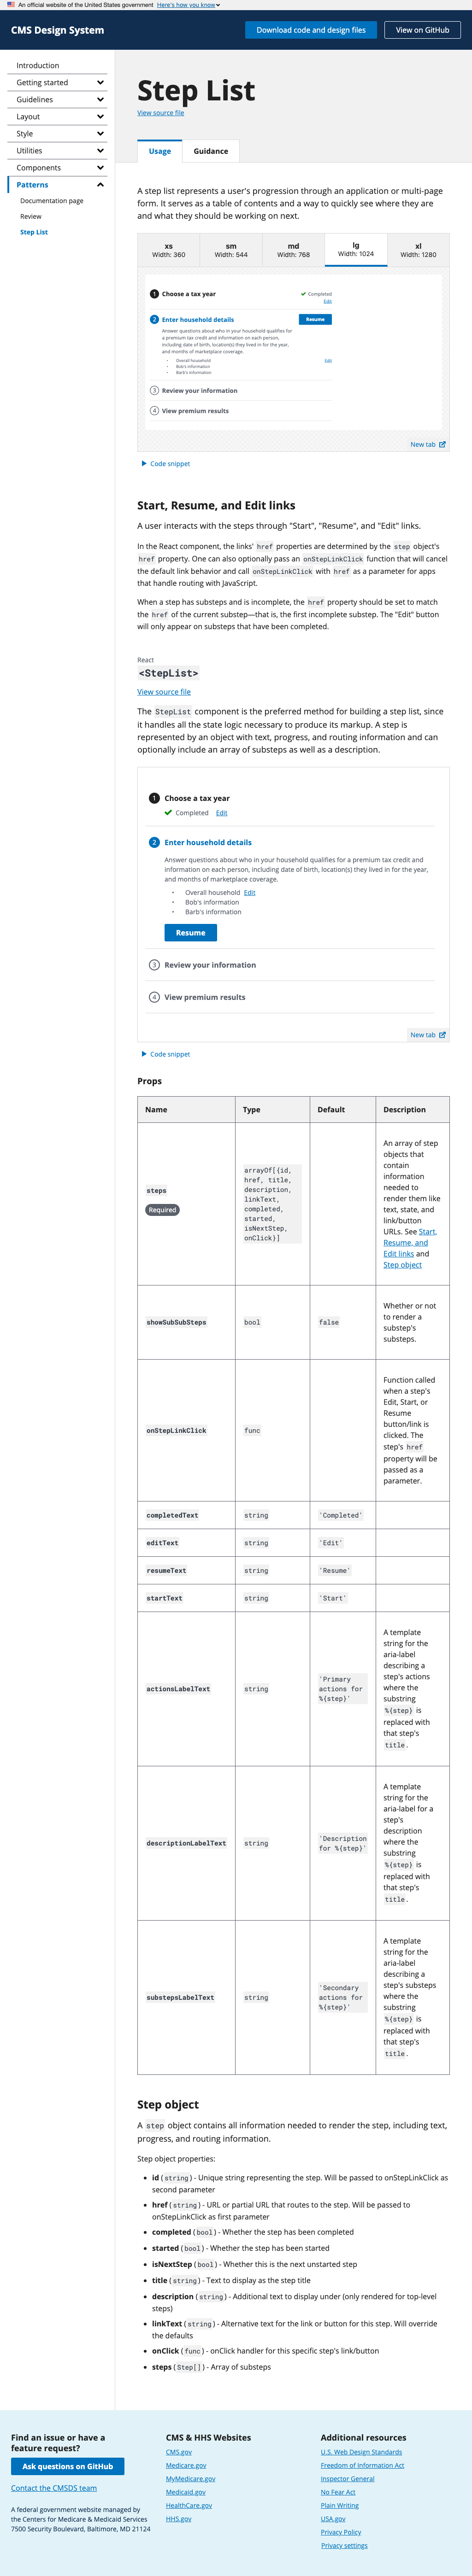 An official website of the United States government Here's how you know
CMS Design System
Download code and design files
View on GitHub
Introduction
Getting started
Guidelines
Layout
Style
Utilities
Components
Patterns
Documentation page
Review
Step List
Step List
View source file
Usage
Guidance
A step list represents a user's progression through an application or multi-page
form. It serves as a table of contents and a way to quickly see where they are
and what they should be working on next.
xs
Width: 360
sm
Width: 544
md
Width: 768
lg
Width: 1024
xl
Width: 1280
1 Choose a tax year
Completed
Edit
2 Enter household details
Resume
Answer questions about who in your household qualifies for
a premium tax credit and information on each person,
including date of birth, location(s) they lived in for the year,
and months of marketplace coverage.
Overall household
Edit
Bob's information
Barb's information
3 Review your information
4 View premium results
New tab
Code snippet
Start, Resume, and Edit links
A user interacts with the steps through "Start", "Resume", and "Edit" links.
In the React component, the links' href properties are determined by the step object's
href property. One can also optionally pass an onStepLinkClick function that will cancel
the default link behavior and call onStepLinkClick with href as a parameter for apps
that handle routing with JavaScript.
When a step has substeps and is incomplete, the href property should be set to match
the href of the current substep—that is, the first incomplete substep. The "Edit" button
will only appear on substeps that have been completed.
React
<StepList>
View source file
The StepList component is the preferred method for building a step list, since
it handles all the state logic necessary to produce its markup. A step is
represented by an object with text, progress, and routing information and can
optionally include an array of substeps as well as a description.
1 Choose a tax year
Completed Edit
2 Enter household details
Answer questions about who in your household qualifies for a premium tax credit and
information on each person, including date of birth, location(s) they lived in for the year,
and months of marketplace coverage.
Overall household Edit
Bob's information
Barb's information
Resume
3 Review your information
4 View premium results
New tab
Code snippet
Props
Name
Type
Default
Description
steps
Required
arrayOf[{id,
href, title,
description,
linkText,
completed,
started,
isNextStep,
onClick}]
An array of step
objects that
contain
information
needed to
render them like
text, state, and
link/button
URLs. See Start,
Resume, and
Edit links and
Step object
showSubSubSteps
bool
false
Whether or not
to render a
substep's
substeps.
onStepLinkClick
func
Function called
when a step's
Edit, Start, or
Resume
button/link is
clicked. The
step's href
property will be
passed as a
parameter.
completedText
string
'Completed'
editText
string
'Edit'
resumeText
string
'Resume'
startText
string
'Start'
actionsLabelText
string
'Primary
actions for
%{step}'
A template
string for the
aria-label
describing a
step's actions
where the
substring
%{step} is
replaced with
that step's
title.
descriptionLabelText
string
'Description
for %{step}'
A template
string for the
aria-label for a
step's
description
where the
substring
%{step} is
replaced with
that step's
title.
substepsLabelText
string
'Secondary
actions for
%{step}'
A template
string for the
aria-label
describing a
step's substeps
where the
substring
%{step} is
replaced with
that step's
title.
Step object
A step object contains all information needed to render the step, including text,
progress, and routing information.
Step object properties:
id (string) - Unique string representing the step. Will be passed to onStepLinkClick as
second parameter
href (string) - URL or partial URL that routes to the step. Will be passed to
onStepLinkClick as first parameter
completed (bool) - Whether the step has been completed
started (bool) - Whether the step has been started
isNextStep (bool) - Whether this is the next unstarted step
title (string) - Text to display as the step title
description (string) - Additional text to display under (only rendered for top-level
steps)
linkText (string) - Alternative text for the link or button for this step. Will override
the defaults
onClick (func) - onClick handler for this specific step's link/button
steps (Step[]) - Array of substeps
Find an issue or have a
feature request?
Ask questions on GitHub
Contact the CMSDS team
A federal government website managed by
the Centers for Medicare & Medicaid Services
7500 Security Boulevard, Baltimore, MD 21124
CMS & HHS Websites
CMS.gov
Medicare.gov
MyMedicare.gov
Medicaid.gov
HealthCare.gov
HHS.gov
Additional resources
U.S. Web Design Standards
Freedom of Information Act
Inspector General
No Fear Act
Plain Writing
USA.gov
Privacy Policy
Privacy settings